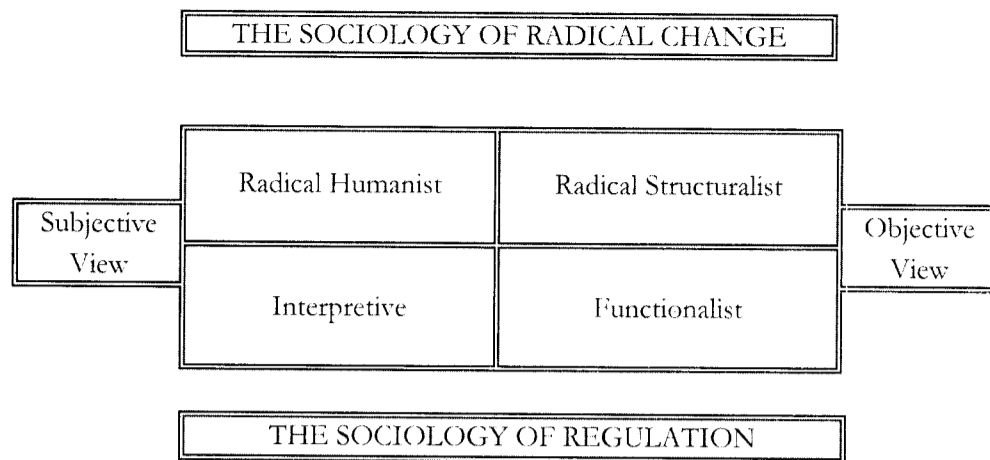 THE SOCIOLOGY OF RADICAL CHANGE
Radical Humanist
Radical Structuralist
Subjective
View
Objective
View
Interpretive
Functionalist
THE SOCIOLOGY OF REGULATION